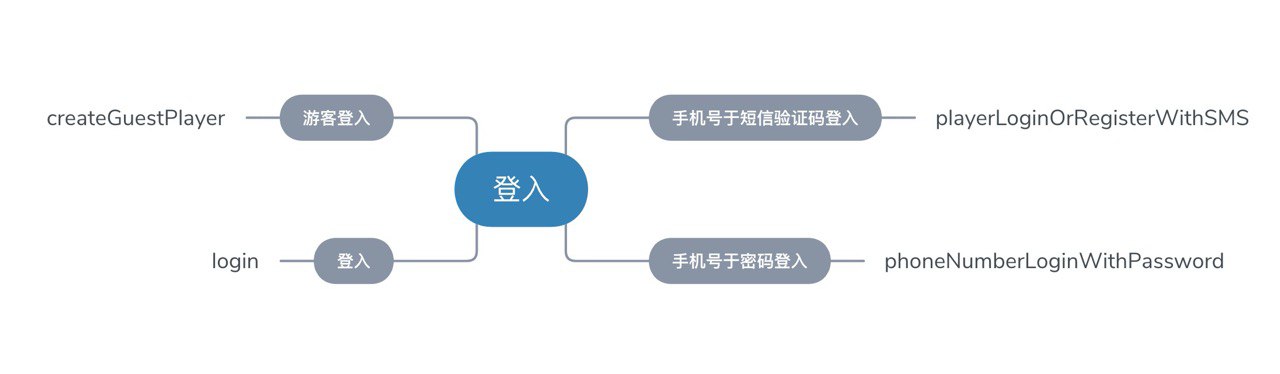 createGuestPlayer
游客登入
手机号于短信验证码登入
playerLoginOrRegisterWithSMS
登入
login
登入
手机号于密码登入
phoneNumberLoginWithPassword